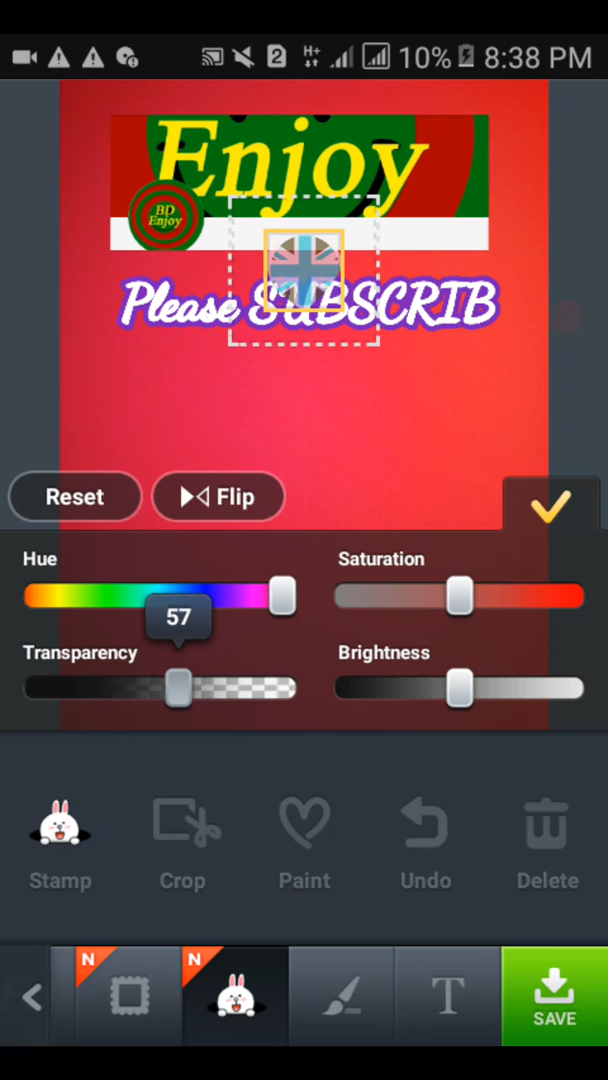 2 H+ 10% 8:38 PM
Enjoy
BD
Enjoy
Please SUBSCRIB
Reset
Flip
Hue
Saturation
57
Transparency
Brightness
Stamp
Crop
Paint
Undo
Delete
N
N
T
SAVE